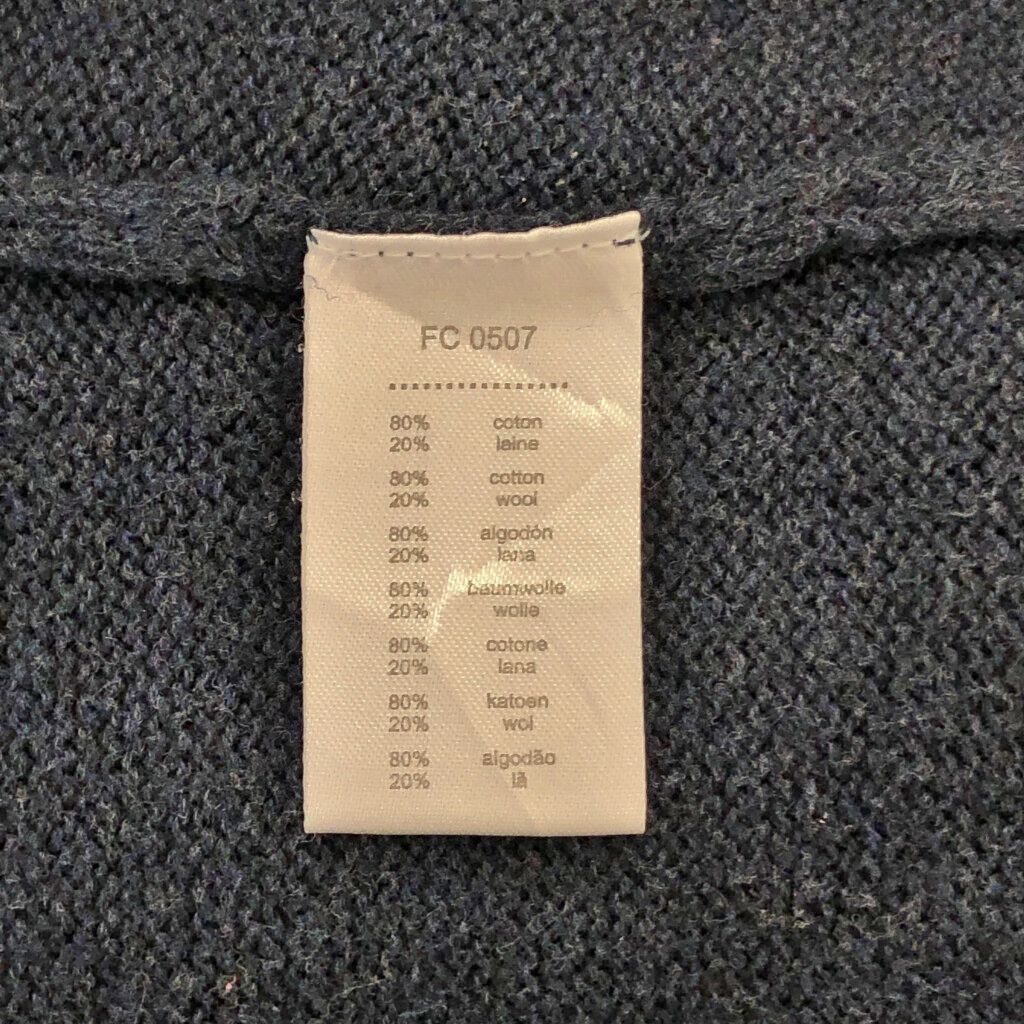 FC 0507
80% coton
20% laine
80% cotton
20% wool
80% algodón
20% lana
80% baumwolle
20% wolle
80% cotone
20% lana
80% katoen
20% wol
80% algodão
20% lã